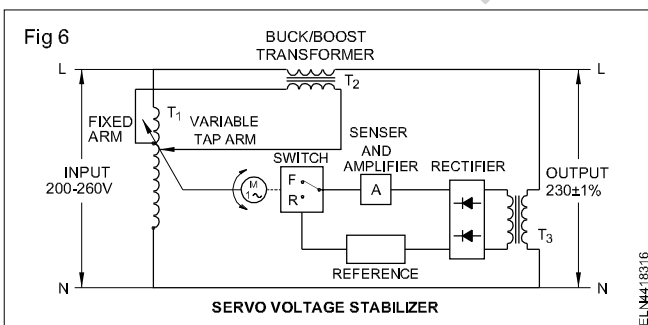 Fig 6
BUCK/BOOST
TRANSFORMER
L
L
T2
T1
FIXED
ARM
VARIABLE
TAP ARM
SENSER
AND
AMPLIFIER
SWITCH
RECTIFIER
INPUT
200-260V
M
1~
F
R
A
OUTPUT
230±1%
T3
REFERENCE
N
N
SERVO VOLTAGE STABILIZER
ELN4418316